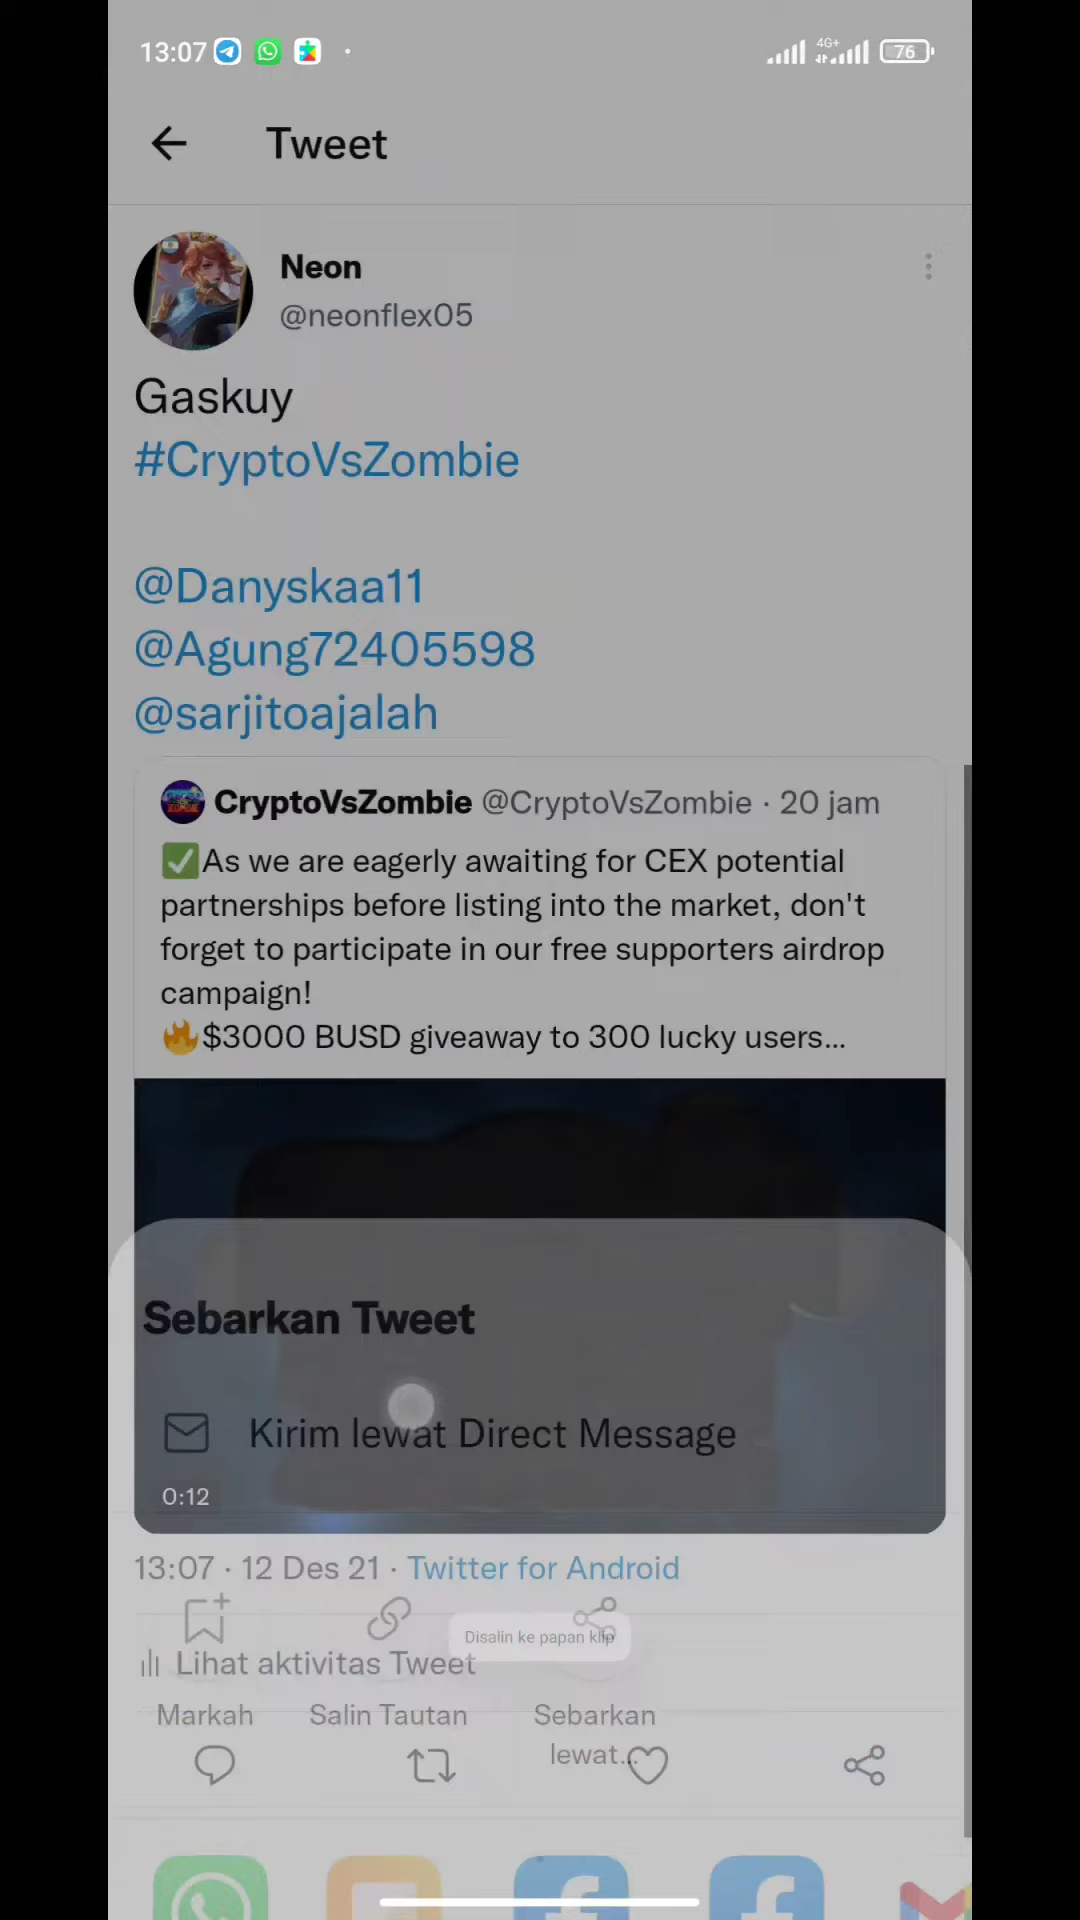 13:07
4G+
76
Tweet
Neon
@neonflex05
Gaskuy
#CryptoVsZombie
@Danyskaa11
@Agung72405598
@sarjitoajalah
CryptoVsZombie @CryptoVsZombie · 20 jam
✅As we are eagerly awaiting for CEX potential
partnerships before listing into the market, don't
forget to participate in our free supporters airdrop
campaign!
🔥$3000 BUSD giveaway to 300 lucky users...
Sebarkan Tweet
Kirim lewat Direct Message
0:12
13:07 · 12 Des 21 · Twitter for Android
Disalin ke papan klip
Lihat aktivitas Tweet
Markah
Salin Tautan
Sebarkan
lewat...